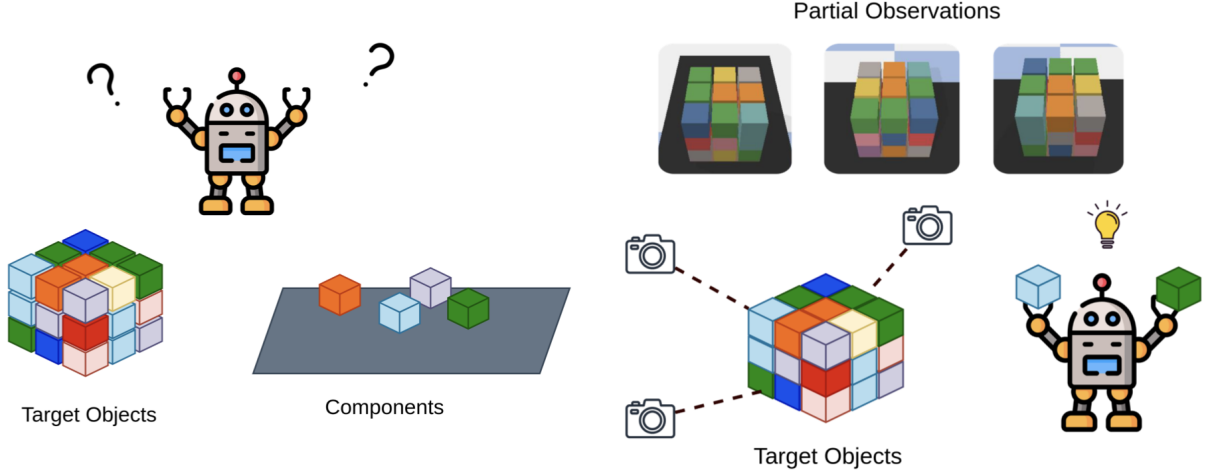 Partial Observations
?
?
Target Objects
Components
Target Objects